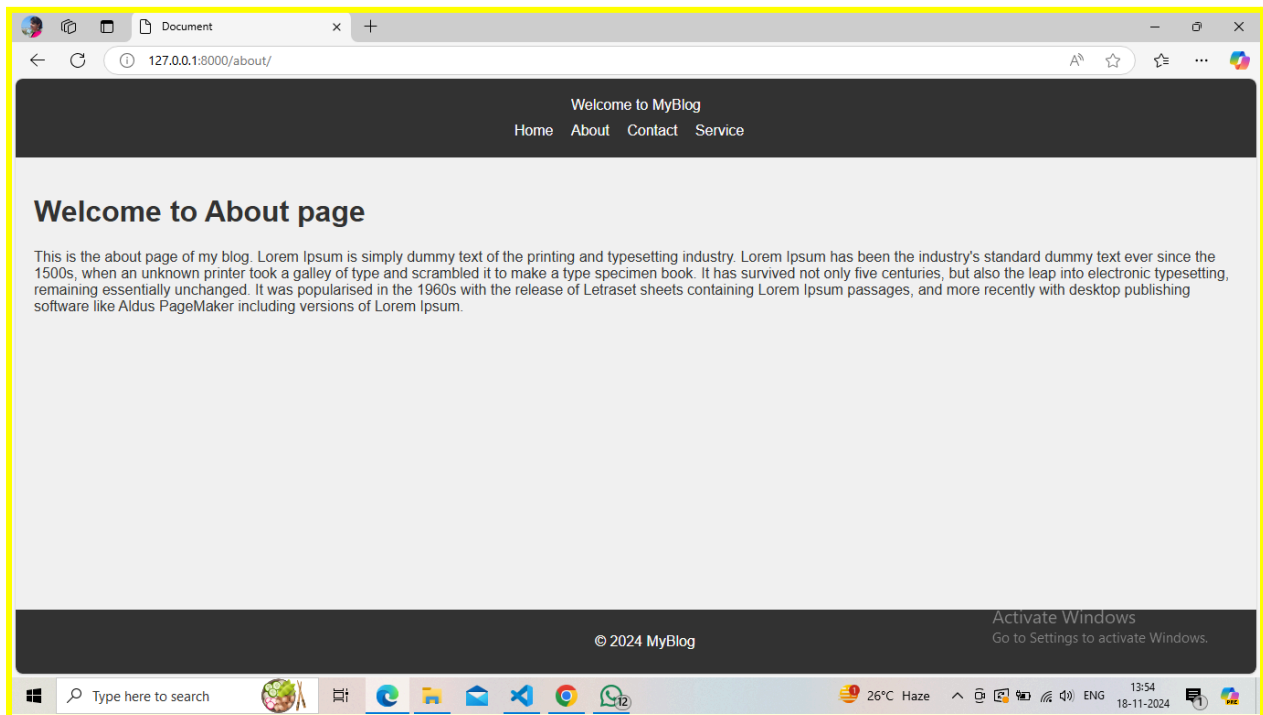 Document
127.0.0.1:8000/about/
Welcome to MyBlog
Home About Contact Service
Welcome to About page
This is the about page of my blog. Lorem Ipsum is simply dummy text of the printing and typesetting industry. Lorem Ipsum has been the industry's standard dummy text ever since the
1500s, when an unknown printer took a galley of type and scrambled it to make a type specimen book. It has survived not only five centuries, but also the leap into electronic typesetting,
remaining essentially unchanged. It was popularised in the 1960s with the release of Letraset sheets containing Lorem Ipsum passages, and more recently with desktop publishing
software like Aldus PageMaker including versions of Lorem Ipsum.
Activate Windows
Go to Settings to activate Windows.
© 2024 MyBlog
Type here to search
12
9
26°C Haze
ENG
13:54
18-11-2024
1
PRE